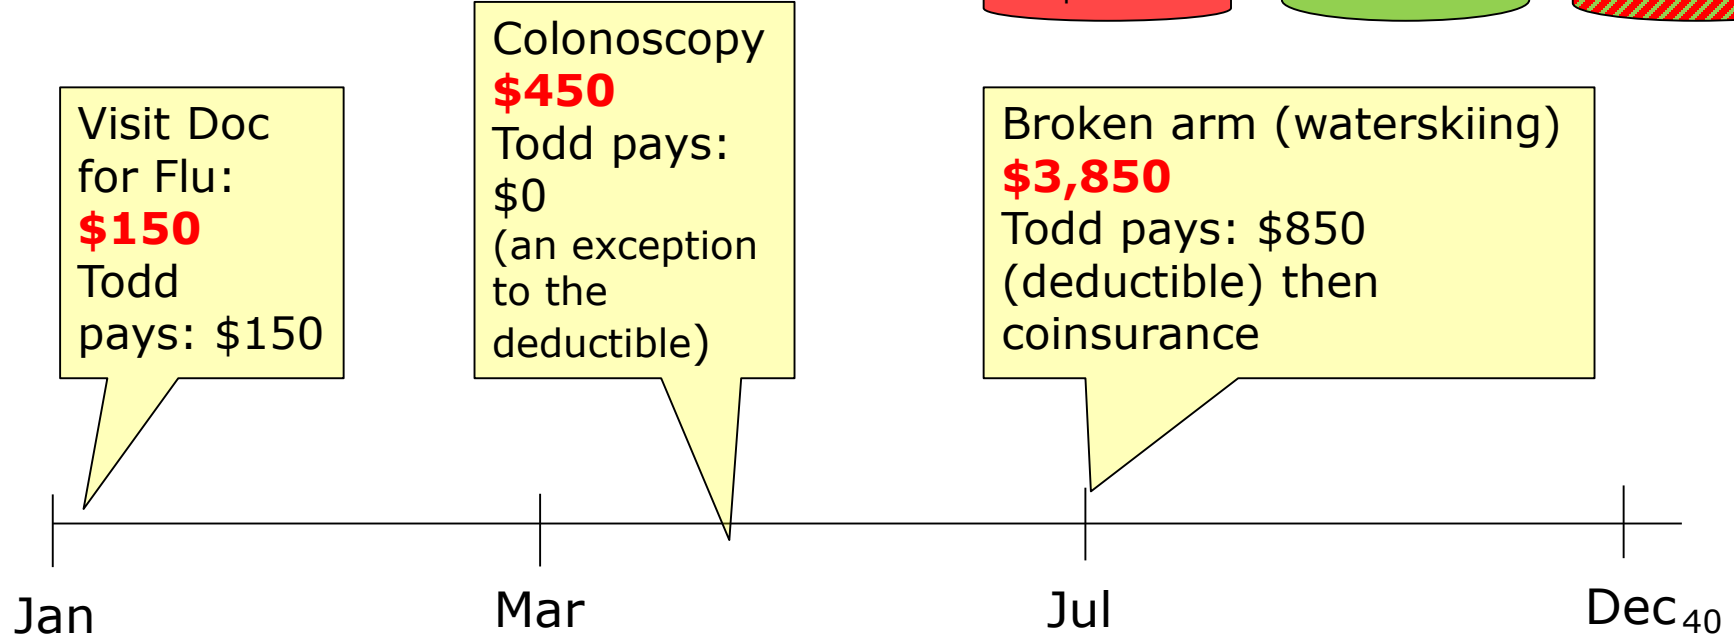 Visit Doc
for Flu:
$150
Todd
pays: $150
Colonoscopy
$450
Todd pays:
$0
(an exception
to the
deductible)
Broken arm (waterskiing)
$3,850
Todd pays: $850
(deductible) then
coinsurance
Jan
Mar
Jul
Dec
40